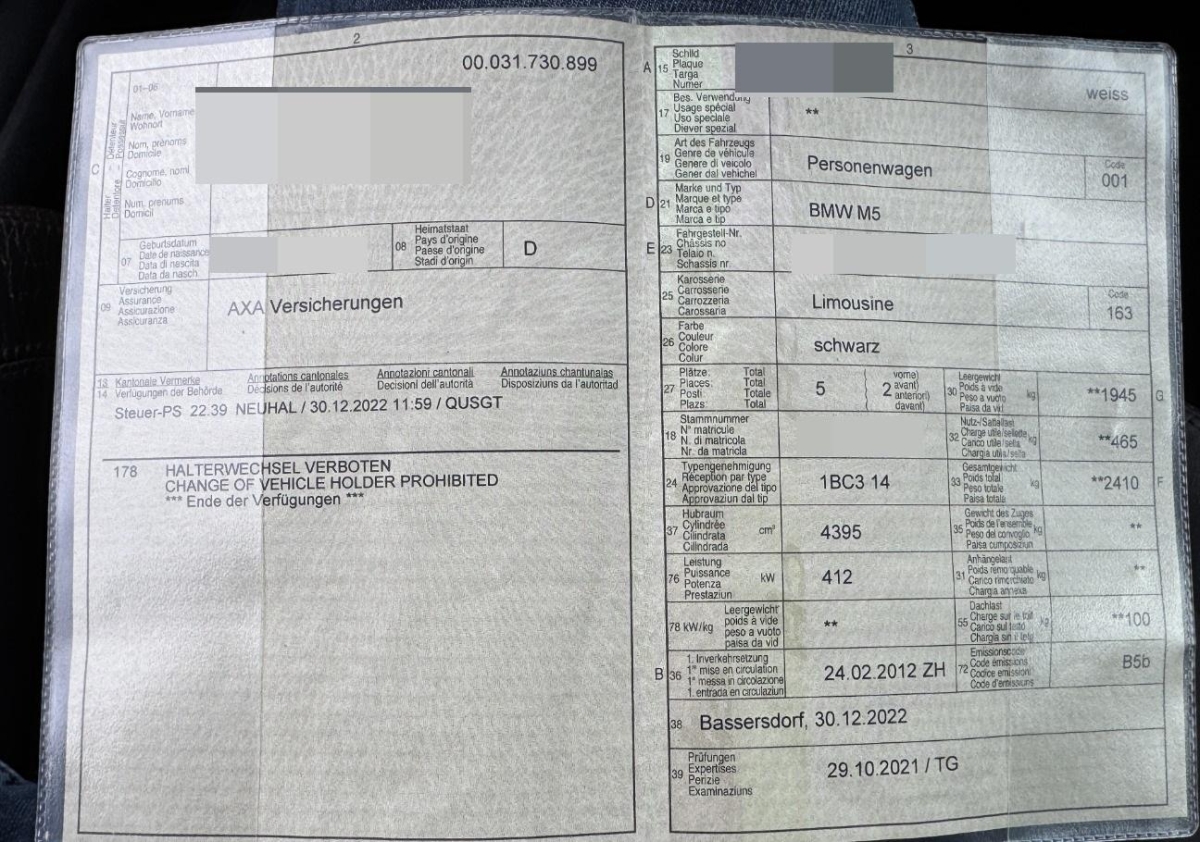 2
00.031.730.899
01-06
Name, Vorname
Wohnort
Nom, prénoms
Domicile
Cognome, nomi
Domicilio
Num, prenums
Domicil
C
Halter Détenteur
Detentore Possessur
07
Geburtsdatum
Date de naissance
Data di nascita
Data da nasch.
08
Heimatstaat
Pays d'origine
Paese d'origine
Stadi d'origin
D
09
Versicherung
Assurance
Assicurazione
Assicuranza
AXA Versicherungen
13 Kantonale Vermerke Annotations cantonales Annotazioni cantonali Annotaziuns chantunalas
14 Verfügungen der Behörde Décisions de l'autorité Decisioni dell'autorità Disposiziuns da l'autoritad
Steuer-PS 22.39 NEUHAL / 30.12.2022 11:59 / QUSGT
178 HALTERWECHSEL VERBOTEN
CHANGE OF VEHICLE HOLDER PROHIBITED
*** Ende der Verfügungen ***
3
A 15
Schild
Plaque
Targa
Numer
weiss
17
Bes. Verwendung
Usage spécial
Uso speciale
Diever spezial
**
19
Art des Fahrzeugs
Genre de véhicule
Genere di veicolo
Gener dal vehichel
Personenwagen
Code
001
D 21
Marke und Typ
Marque et type
Marca e tipo
Marca e tip
BMW M5
E 23
Fahrgestell-Nr.
Châssis no
Telaio n.
Schassis nr.
25
Karosserie
Carrosserie
Carrozzeria
Carossaria
Limousine
Code
163
26
Farbe
Couleur
Colore
Colur
schwarz
27
Plätze: Total
Places: Total
Posti: Totale
Plazs: Total
5
2
vorne)
avant)
anteriori)
davant)
30
Leergewicht
Poids à vide
Peso a vuoto
Paisa da vid
kg
**1945
G
18
Stammnummer
N° matricule
N. di matricola
Nr. da matricla
32
Nutz-/Sattellast
Charge utile/sellette
Carico utile/sella
Chargia utila/sella
kg
**465
24
Typengenehmigung
Réception par type
Approvazione del tipo
Approvaziun dal tip
1BC3 14
33
Gesamtgewicht
Poids total
Peso totale
Paisa totala
kg
**2410
F
37
Hubraum
Cylindrée
Cilindrata
Cilindrada
cm³
4395
35
Gewicht des Zuges
Poids de l'ensemble
Peso del convoglio
Paisa cumposiziun
kg
**
76
Leistung
Puissance
Potenza
Prestaziun
kW
412
31
Anhängelast
Poids remorquable
Carico rimorchiato
Chargia annexa
kg
**
78 kW/kg
Leergewicht
poids à vide
peso a vuoto
paisa da vid
**
55
Dachlast
Charge sur le toit
Carico sul tetto
Chargia sin il tetg
kg
**100
B 36
1. Inverkehrsetzung
1ª mise en circulation
1ª messa in circolazione
1. entrada en circulaziun
24.02.2012 ZH
72
Emissionscode
Code émissions
Codice emissioni
Code d'emissiuns
B5b
38
Bassersdorf, 30.12.2022
39
Prüfungen
Expertises
Perizie
Examinaziuns
29.10.2021 / TG